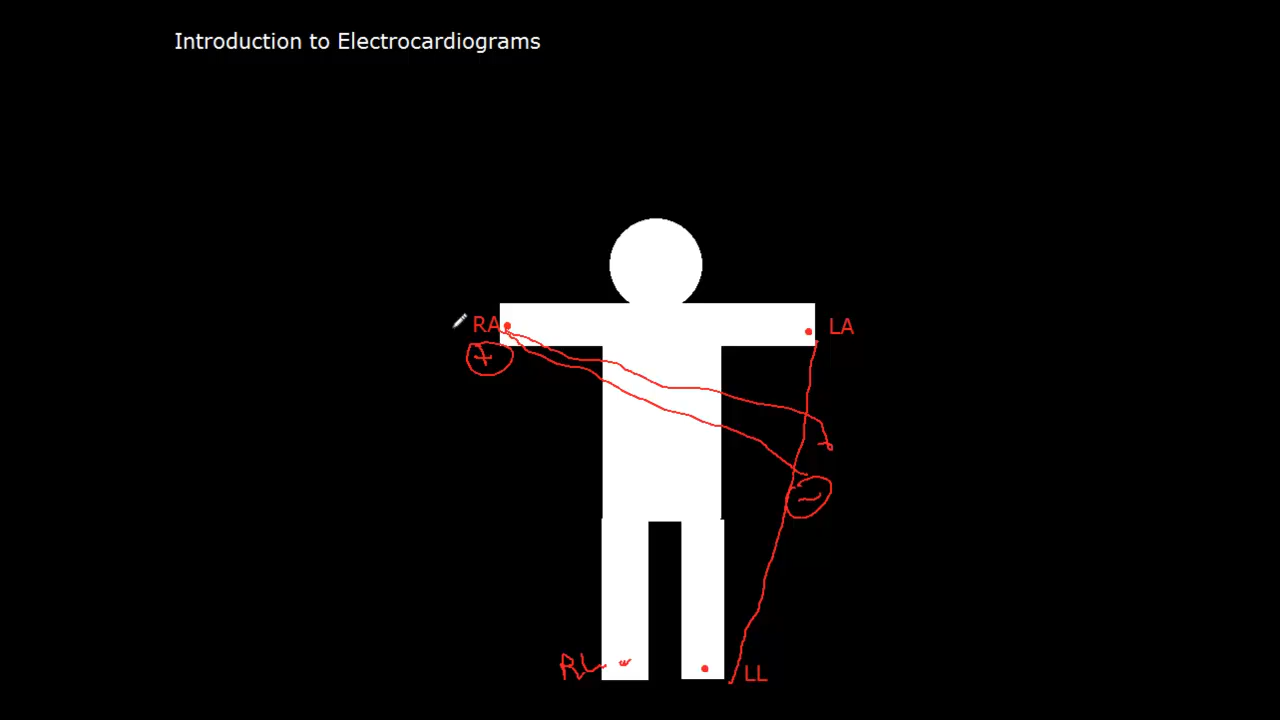 Introduction to Electrocardiograms
RA
LA
+
-
RL
LL